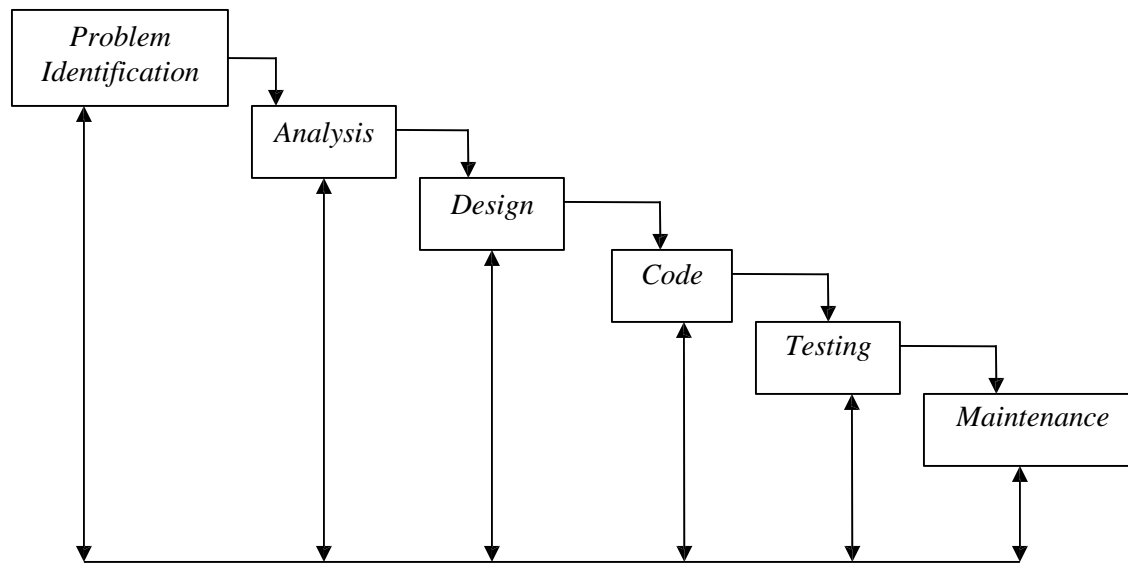 Problem
Identification
Analysis
Design
Code
Testing
Maintenance